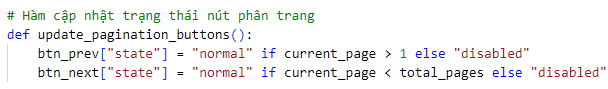 # Hàm cập nhật trạng thái nút phân trang
def update_pagination_buttons():
    btn_prev["state"] = "normal" if current_page > 1 else "disabled"
    btn_next["state"] = "normal" if current_page < total_pages else "disabled"